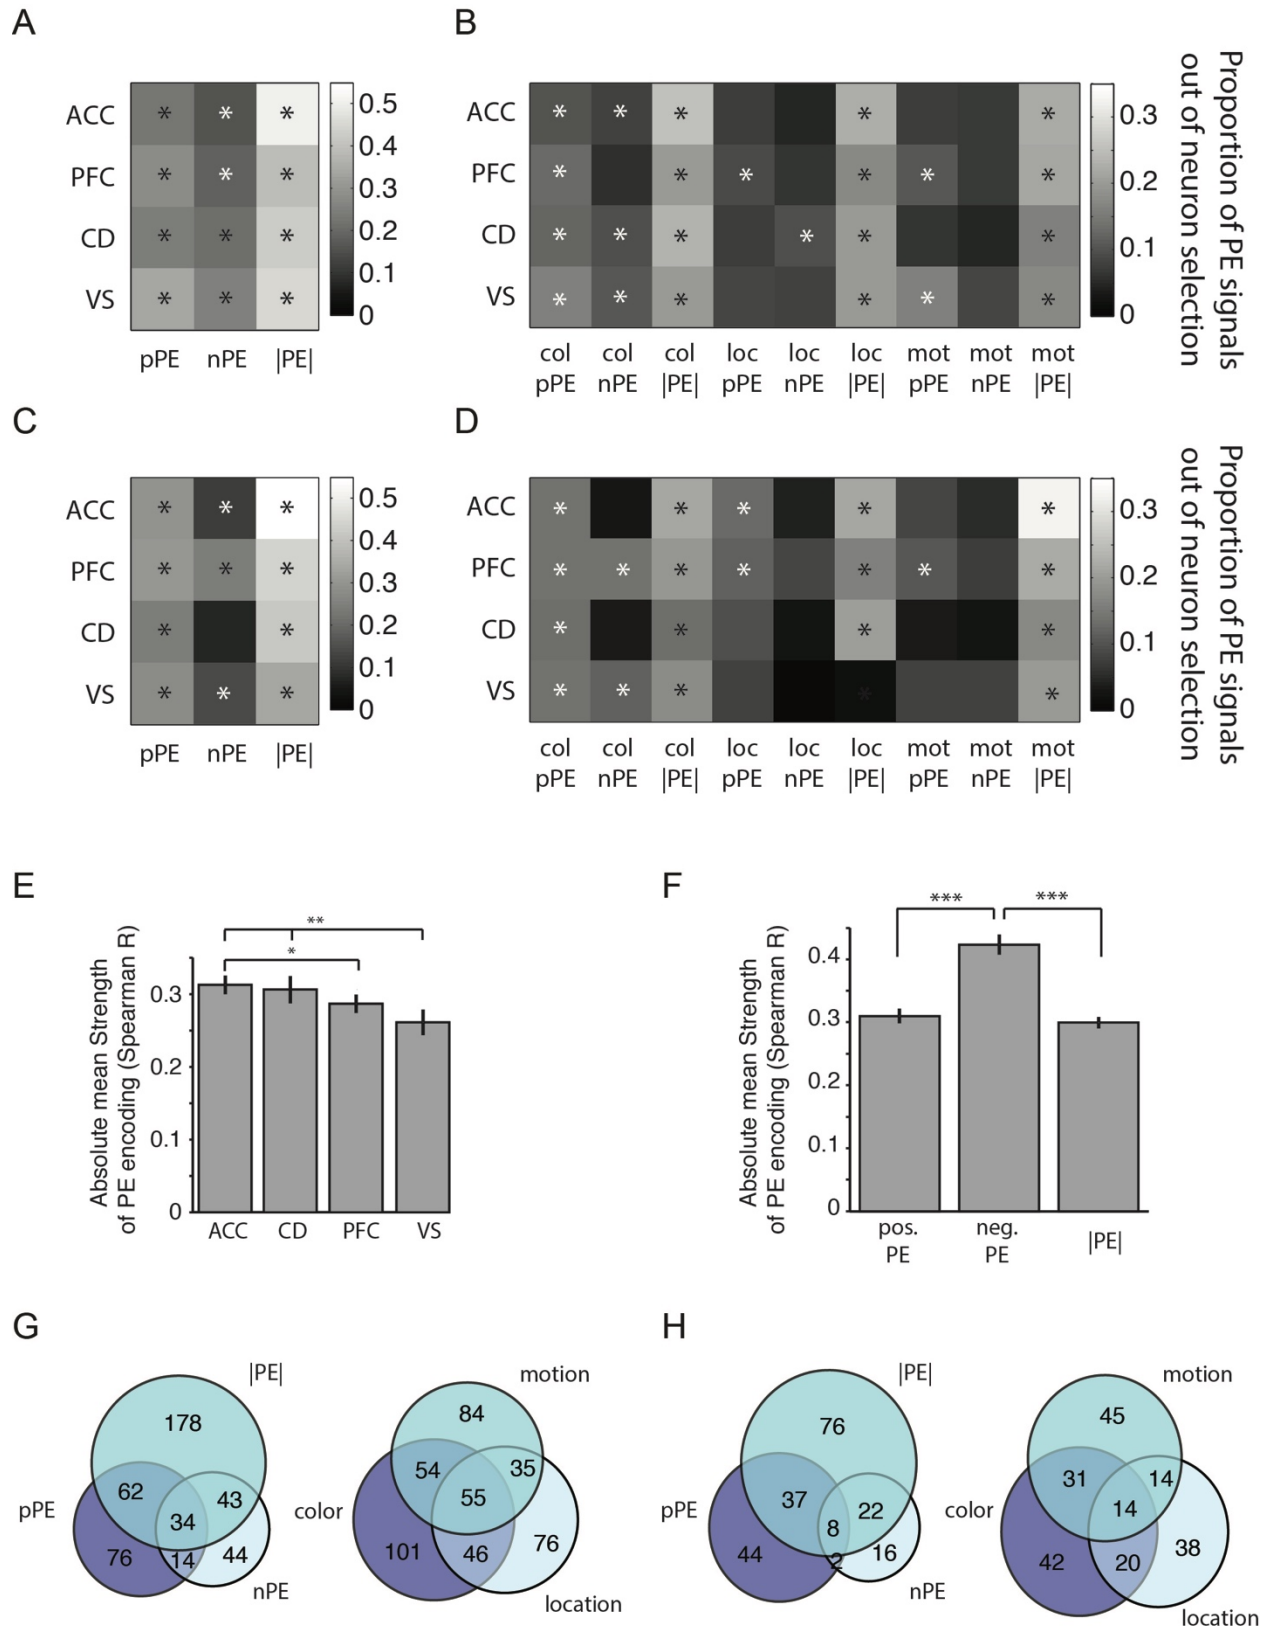 A
B
ACC
PFC
CD
VS
* * *
* * *
* * *
* * *
0.5
0.4
0.3
0.2
0.1
0
pPE nPE |PE|
ACC
PFC
CD
VS
* * * * *
* * * * * *
* * * * * *
* * * * * *
0.3
0.2
0.1
0
Proportion of PE signals
out of neuron selection
col col col loc loc loc mot mot mot
pPE nPE |PE| pPE nPE |PE| pPE nPE |PE|
C
D
ACC
PFC
CD
VS
* * *
* * *
* *
* * *
0.5
0.4
0.3
0.2
0.1
0
pPE nPE |PE|
ACC
PFC
CD
VS
* * * * *
* * * * * * *
* * * *
* * * * *
0.3
0.2
0.1
0
Proportion of PE signals
out of neuron selection
col col col loc loc loc mot mot mot
pPE nPE |PE| pPE nPE |PE| pPE nPE |PE|
E
Absolute mean Strength
of PE encoding (Spearman R)
**
*
0.3
0.2
0.1
0
ACC CD PFC VS
F
Absolute mean Strength
of PE encoding (Spearman R)
*** ***
0.4
0.3
0.2
0.1
0
pos. neg. |PE|
PE PE
G
|PE|
178
62
43
34
pPE
76
14
44
nPE
motion
84
54
35
55
color
101
46
76
location
H
|PE|
76
37
22
8
pPE
44
2
16
nPE
motion
45
31
14
14
color
42
20
38
location